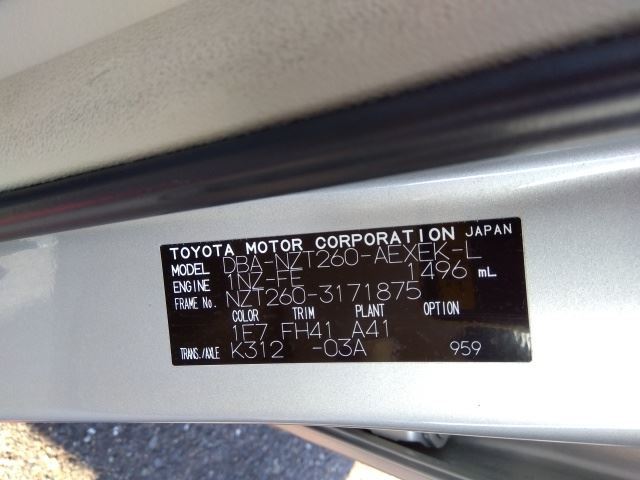 TOYOTA MOTOR CORPORATION JAPAN
MODEL DBA-NZT260-AEXEK-L
ENGINE 1NZ-FE 1496 mL
FRAME No. NZT260-3171875
COLOR TRIM PLANT OPTION
1E7 FH41 A41
TRANS./AXLE K312 -03A 959